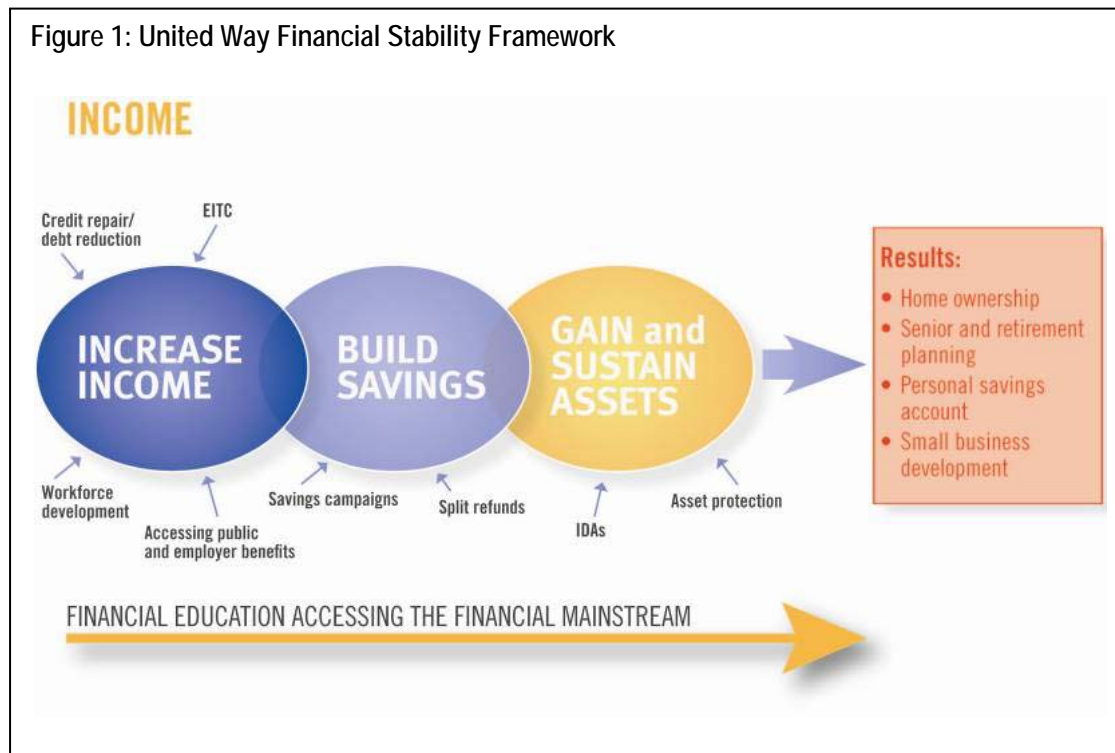 Figure 1: United Way Financial Stability Framework
INCOME
Credit repair/
debt reduction
EITC
INCREASE
INCOME
BUILD
SAVINGS
GAIN and
SUSTAIN
ASSETS
Workforce
development
Accessing public
and employer benefits
Savings campaigns
Split refunds
IDAs
Asset protection
Results:
• Home ownership
• Senior and retirement
planning
• Personal savings
account
• Small business
development
FINANCIAL EDUCATION ACCESSING THE FINANCIAL MAINSTREAM